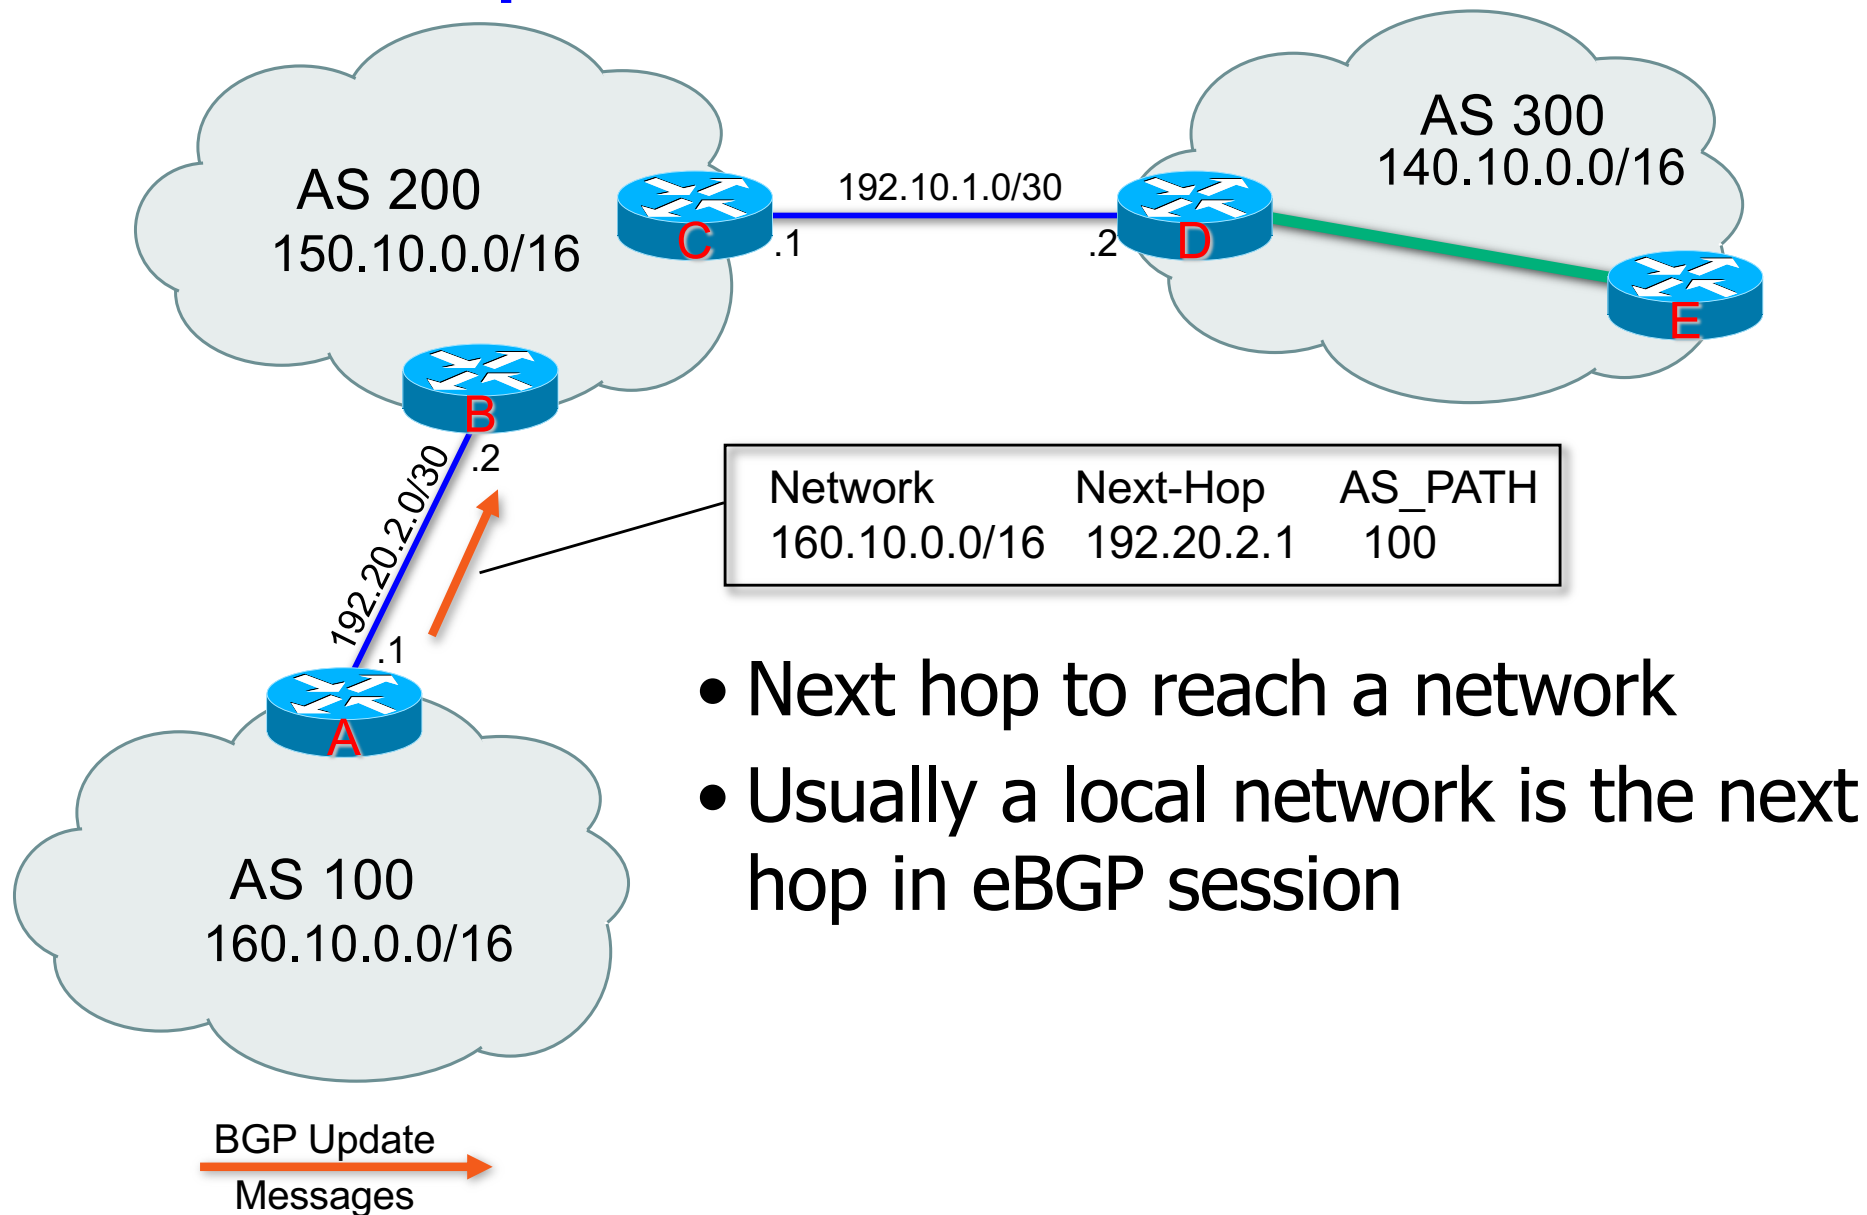 AS 300
140.10.0.0/16
AS 200
150.10.0.0/16
192.10.1.0/30
C
.1
.2
D
E
B
.2
192.20.2.0/30
.1
A
Network Next-Hop AS_PATH
160.10.0.0/16 192.20.2.1 100
• Next hop to reach a network
• Usually a local network is the next
hop in eBGP session
AS 100
160.10.0.0/16
BGP Update
Messages